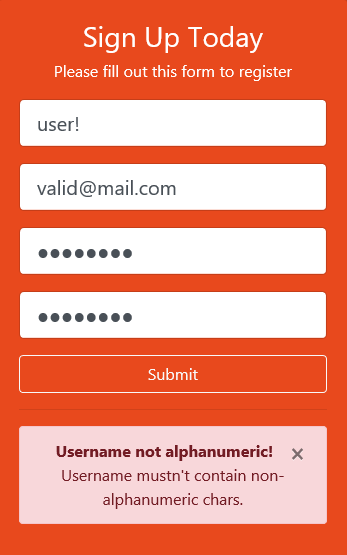 Sign Up Today
Please fill out this form to register
user!
valid@mail.com
●●●●●●●●
●●●●●●●●
Submit
Username not alphanumeric! ×
Username mustn't contain non-
alphanumeric chars.